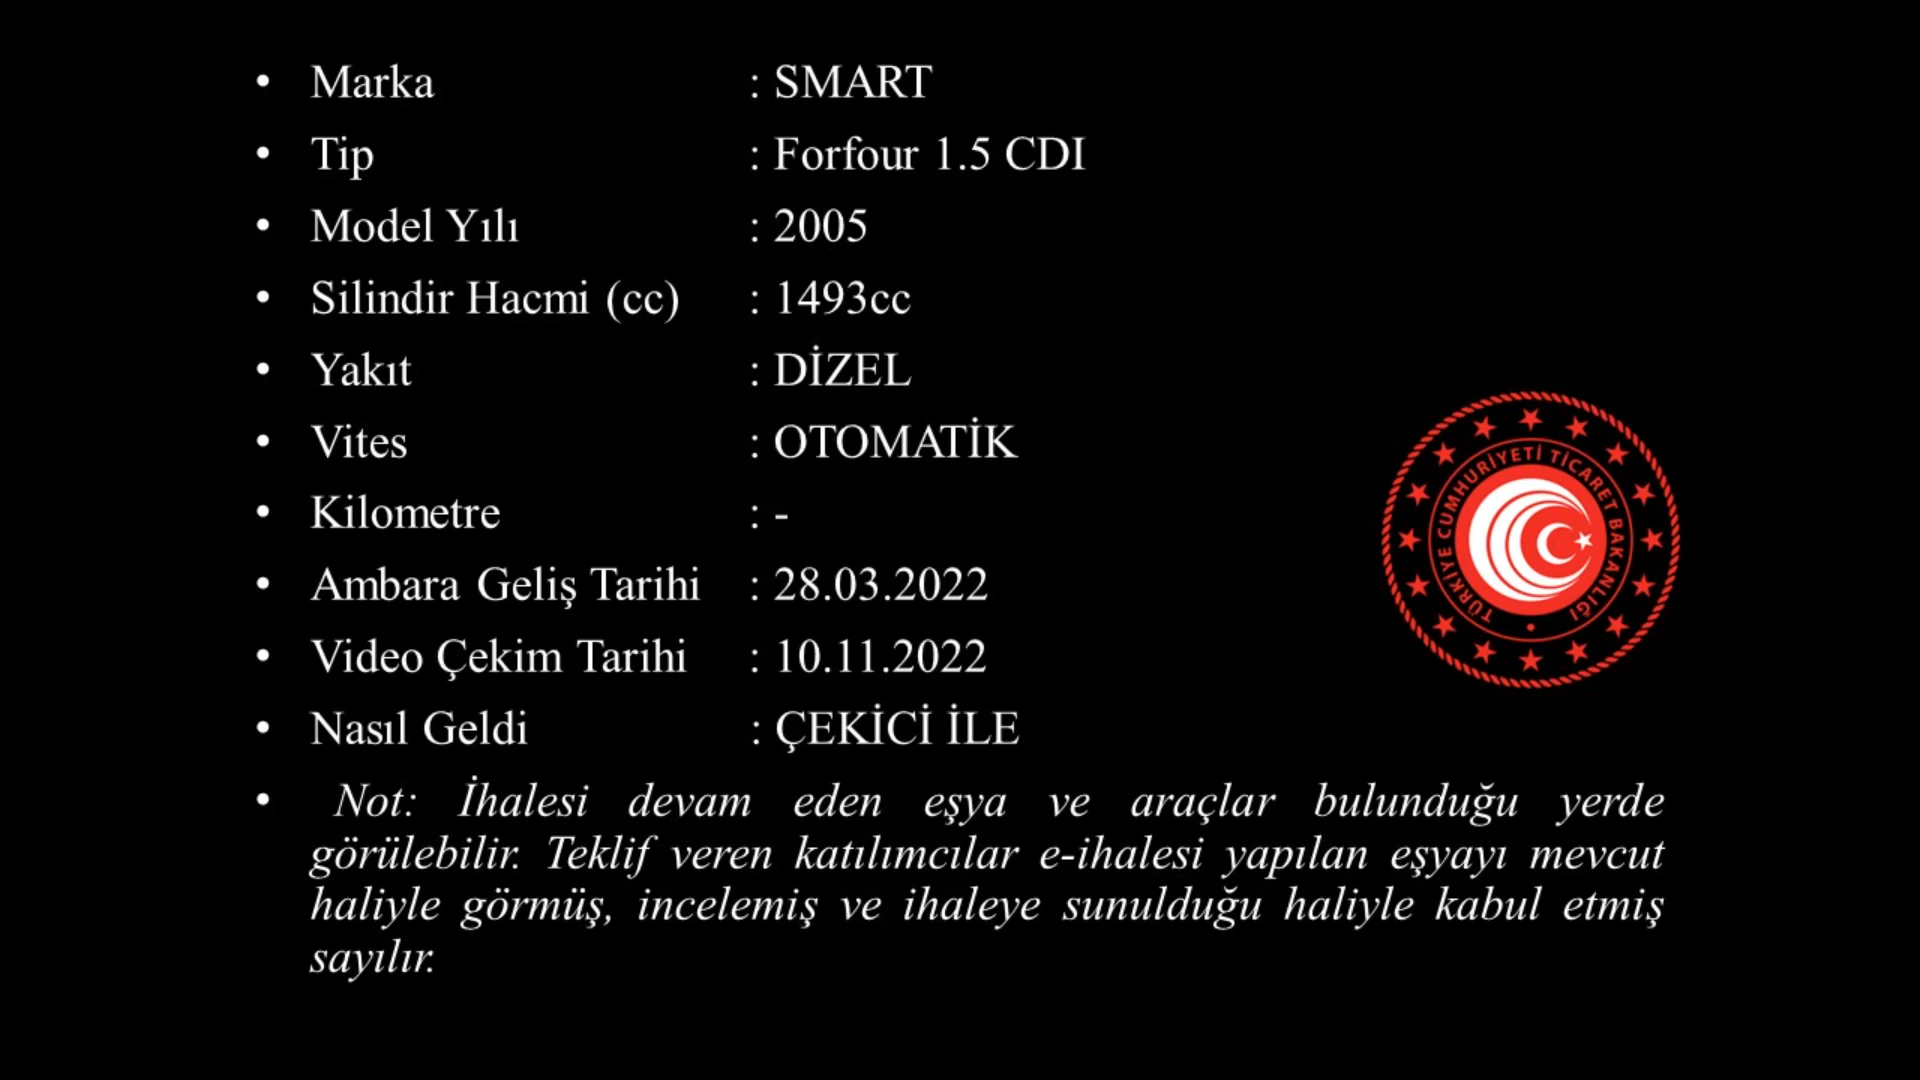 • Marka : SMART
• Tip : Forfour 1.5 CDI
• Model Yılı : 2005
• Silindir Hacmi (cc) : 1493cc
• Yakıt : DİZEL
• Vites : OTOMATİK
• Kilometre : -
• Ambara Geliş Tarihi : 28.03.2022
• Video Çekim Tarihi : 10.11.2022
• Nasıl Geldi : ÇEKİCİ İLE
• Not: İhalesi devam eden eşya ve araçlar bulunduğu yerde
görülebilir. Teklif veren katılımcılar e-ihalesi yapılan eşyayı mevcut
haliyle görmüş, incelemiş ve ihaleye sunulduğu haliyle kabul etmiş
sayılır.
TÜRKİYE CUMHURİYETİ TİCARET BAKANLIĞI